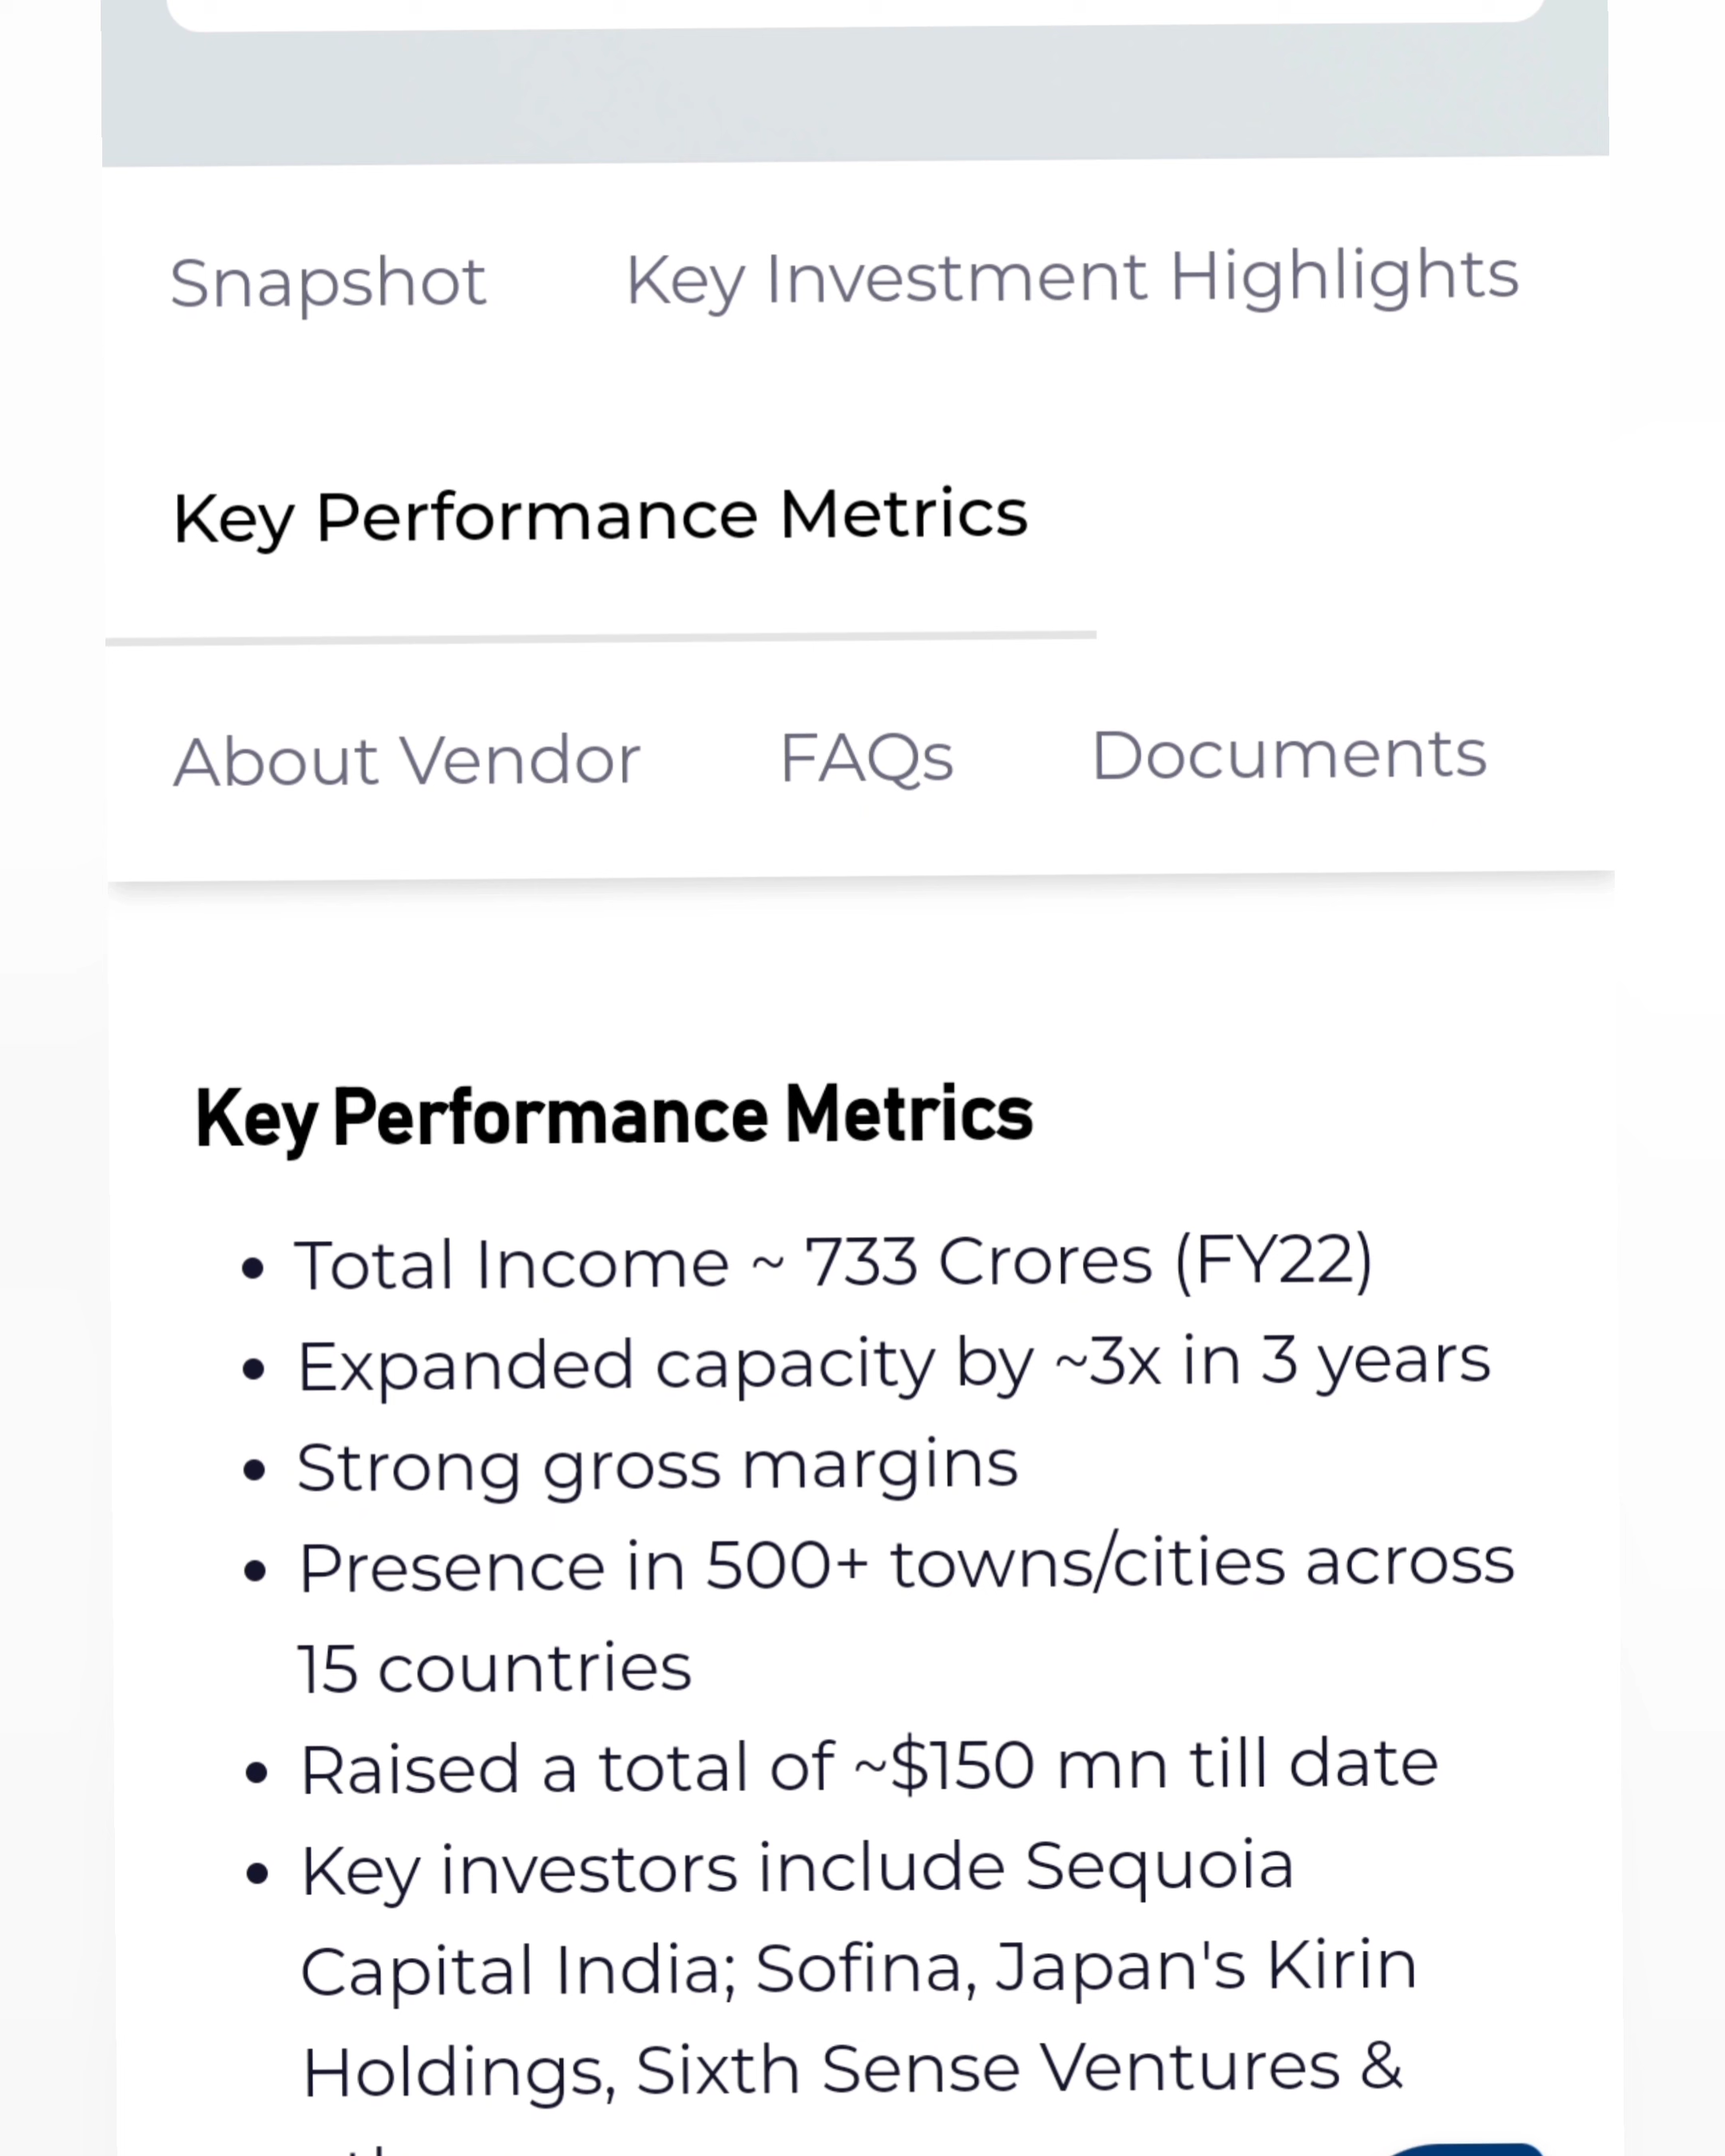 Snapshot Key Investment Highlights
Key Performance Metrics
About Vendor FAQs Documents
Key Performance Metrics
• Total Income ~ 733 Crores (FY22)
• Expanded capacity by ~3x in 3 years
• Strong gross margins
• Presence in 500+ towns/cities across
15 countries
• Raised a total of ~$150 mn till date
• Key investors include Sequoia
Capital India; Sofina, Japan's Kirin
Holdings, Sixth Sense Ventures &